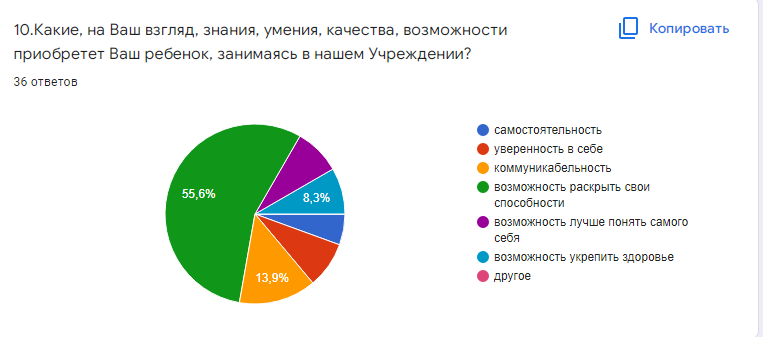 10.Какие, на Ваш взгляд, знания, умения, качества, возможности
приобретет Ваш ребенок, занимаясь в нашем Учреждении?
Копировать
36 ответов
55,6%
8,3%
13,9%
самостоятельность
уверенность в себе
коммуникабельность
возможность раскрыть свои
способности
возможность лучше понять самого
себя
возможность укрепить здоровье
другое